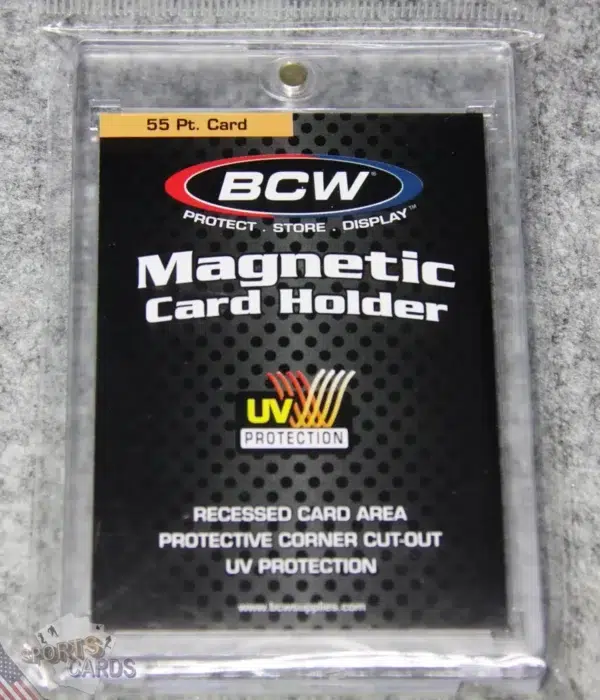 55 Pt. Card
BCW®
PROTECT . STORE . DISPLAY™
Magnetic
Card Holder
UV
PROTECTION
RECESSED CARD AREA
PROTECTIVE CORNER CUT-OUT
UV PROTECTION
www.bcwsupplies.com
SPORTS
CARDS